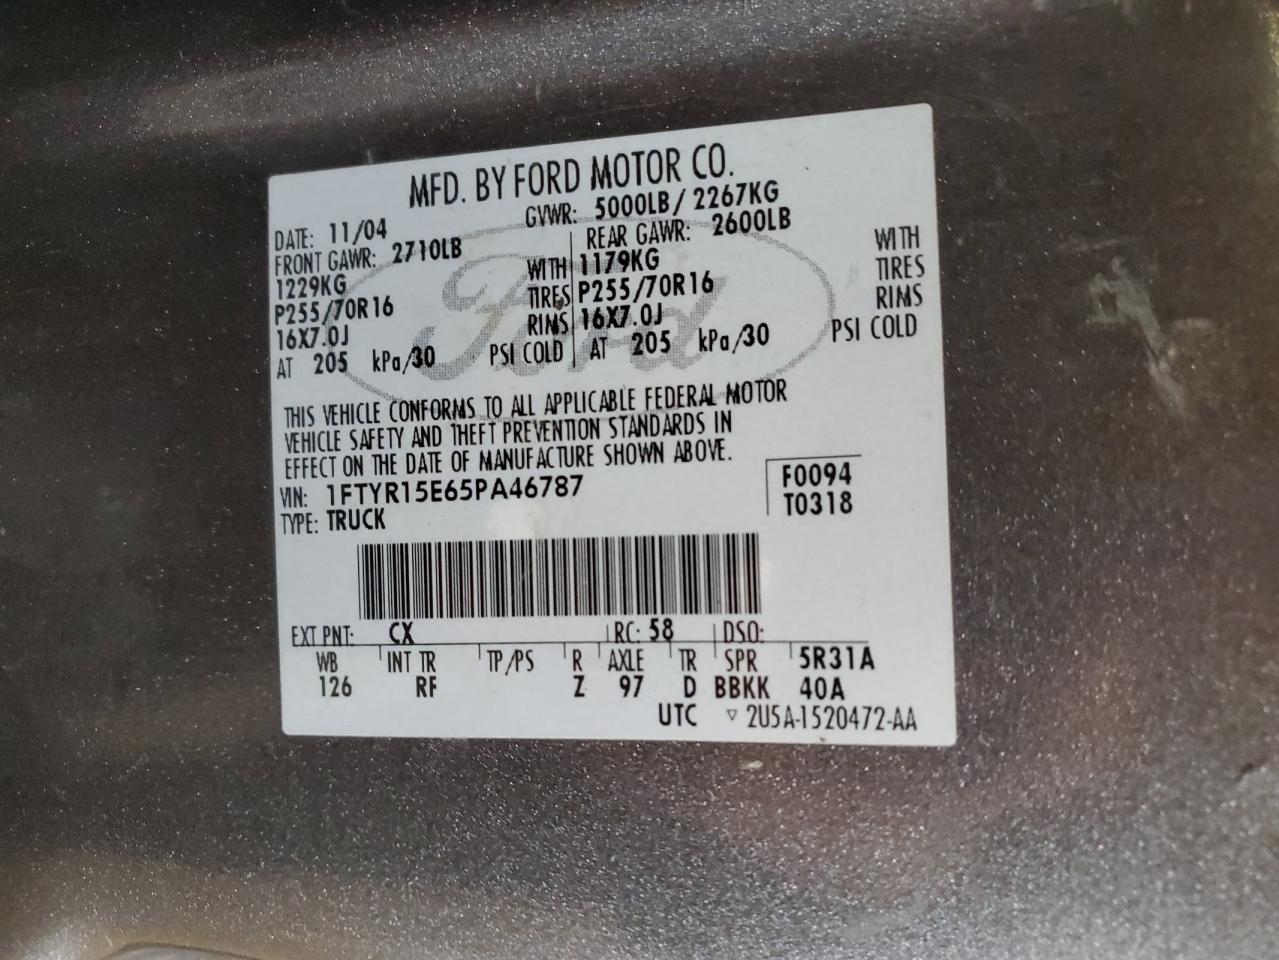 MFD. BY FORD MOTOR CO.
DATE: 11/04 GVWR: 5000LB / 2267KG
FRONT GAWR: 2710LB REAR GAWR: 2600LB
1229KG WITH 1179KG WITH
P255/70R16 TIRES P255/70R16 TIRES
16X7.0J RIMS 16X7.0J RIMS
AT 205 kPa/30 PSI COLD AT 205 kPa/30 PSI COLD
Ford
THIS VEHICLE CONFORMS TO ALL APPLICABLE FEDERAL MOTOR
VEHICLE SAFETY AND THEFT PREVENTION STANDARDS IN
EFFECT ON THE DATE OF MANUFACTURE SHOWN ABOVE.
VIN: 1FTYR15E65PA46787 F0094
TYPE: TRUCK T0318
EXT PNT: CX RC: 58 DSO:
WB INT TR TP/PS R AXLE TR SPR 5R31A
126 RF Z 97 D BBKK 40A
UTC ▽ 2U5A-1520472-AA